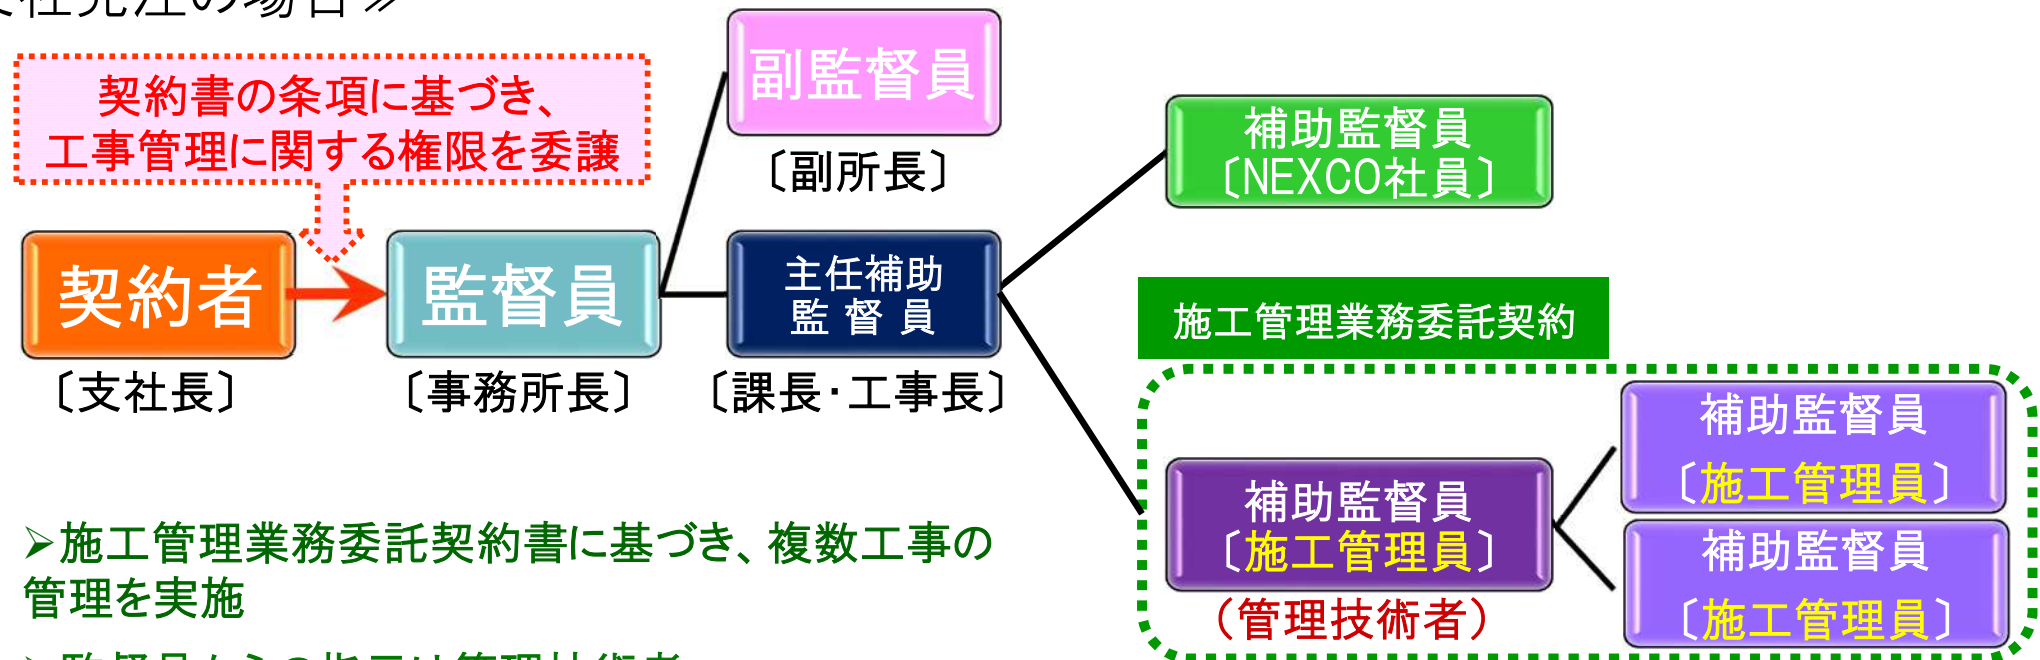 支社発注の場合≫
契約書の条項に基づき、
工事管理に関する権限を委譲
副監督員
〔副所長〕
契約者
〔支社長〕
監督員
〔事務所長〕
主任補助
監督員
〔課長・工事長〕
補助監督員
〔NEXCO社員〕
施工管理業務委託契約
補助監督員
〔施工管理員〕
(管理技術者)
補助監督員
〔施工管理員〕
補助監督員
〔施工管理員〕
➢施工管理業務委託契約書に基づき、複数工事の
管理を実施